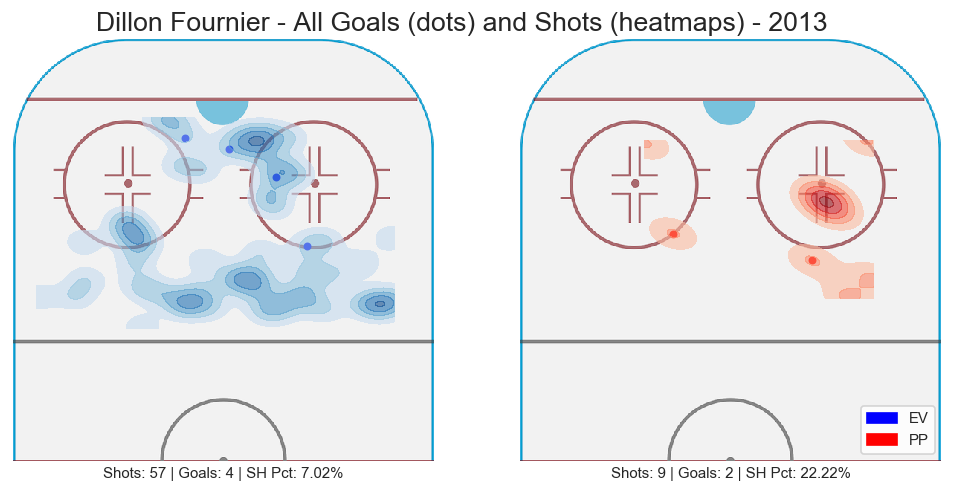 Dillon Fournier - All Goals (dots) and Shots (heatmaps) - 2013
EV
PP
Shots: 57 | Goals: 4 | SH Pct: 7.02%
Shots: 9 | Goals: 2 | SH Pct: 22.22%